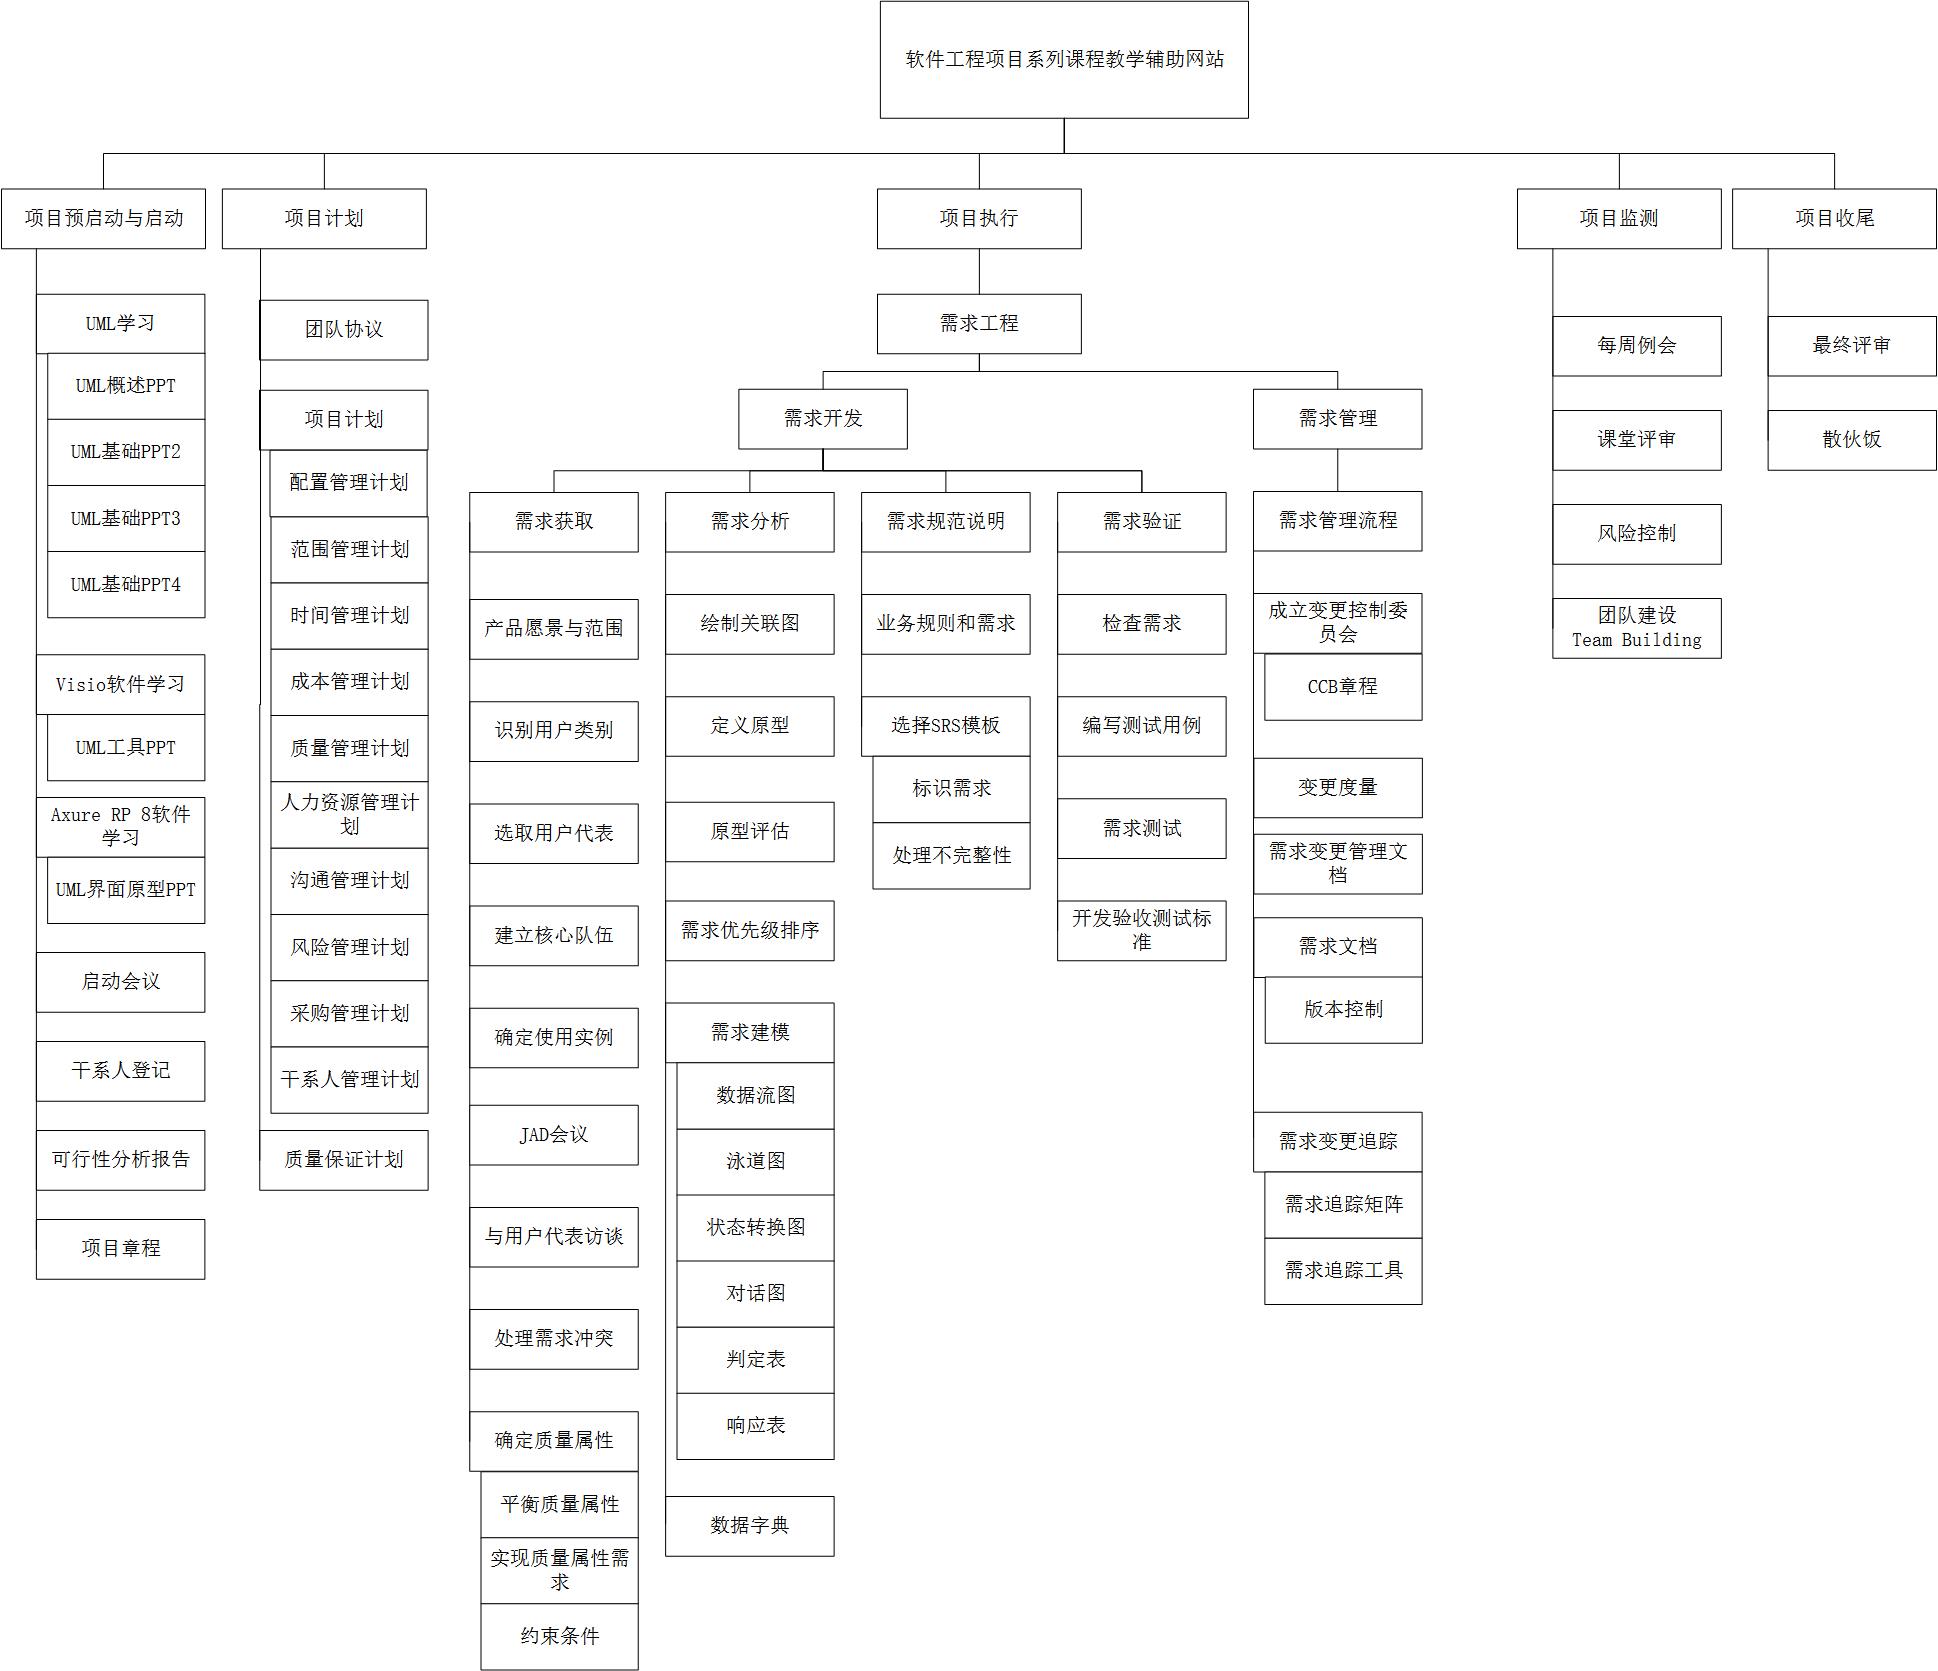 软件工程项目系列课程教学辅助网站
项目预启动与启动
UML学习
UML概述PPT
UML基础PPT2
UML基础PPT3
UML基础PPT4
Visio软件学习
UML工具PPT
Axure RP 8软件
学习
UML界面原型PPT
启动会议
干系人登记
可行性分析报告
项目章程
项目计划
团队协议
项目计划
配置管理计划
范围管理计划
时间管理计划
成本管理计划
质量管理计划
人力资源管理计
划
沟通管理计划
风险管理计划
采购管理计划
干系人管理计划
质量保证计划
项目执行
需求工程
需求开发
需求获取
产品愿景与范围
识别用户类别
选取用户代表
建立核心队伍
确定使用实例
JAD会议
与用户代表访谈
处理需求冲突
确定质量属性
平衡质量属性
实现质量属性需
求
约束条件
需求分析
绘制关联图
定义原型
原型评估
需求优先级排序
需求建模
数据流图
泳道图
状态转换图
对话图
判定表
响应表
数据字典
需求规范说明
业务规则和需求
选择SRS模板
标识需求
处理不完整性
需求验证
检查需求
编写测试用例
需求测试
开发验收测试标
准
需求管理
需求管理流程
成立变更控制委
员会
CCB章程
变更度量
需求变更管理文
档
需求文档
版本控制
需求变更追踪
需求追踪矩阵
需求追踪工具
项目监测
每周例会
课堂评审
风险控制
团队建设
Team Building
项目收尾
最终评审
散伙饭